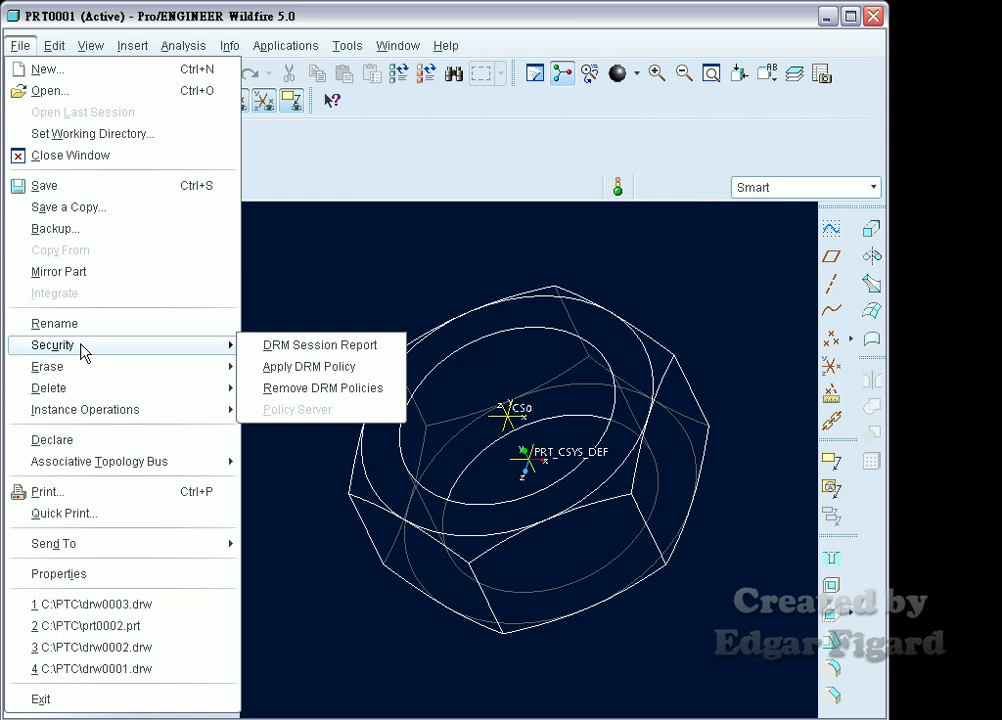 PRT0001 (Active) - Pro/ENGINEER Wildfire 5.0
File Edit View Insert Analysis Info Applications Tools Window Help
New... Ctrl+N
Open... Ctrl+O
Open Last Session
Set Working Directory...
Close Window
Save Ctrl+S
Smart
Save a Copy...
Backup...
Copy From
Mirror Part
Integrate
Rename
Security
DRM Session Report
Erase
Apply DRM Policy
Delete
Remove DRM Policies
Instance Operations
Policy Server
z y CS0
x
Declare
y PRT_CSYS_DEF
x
Associative Topology Bus
z
Print... Ctrl+P
Quick Print...
Send To
Properties
1 C:\PTC\drw0003.drw
Created by
2 C:\PTC\prt0002.prt
Edgar Figard
3 C:\PTC\drw0002.drw
4 C:\PTC\drw0001.drw
Exit